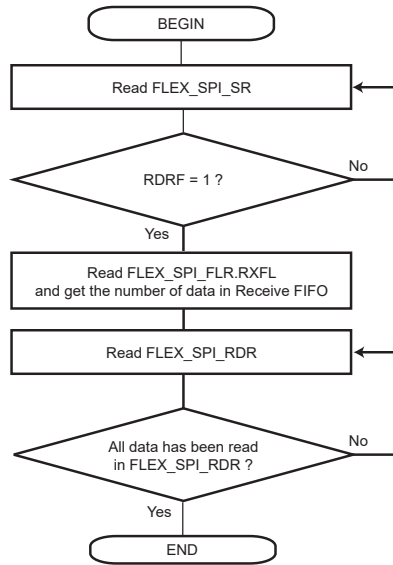 BEGIN
Read FLEX_SPI_SR
RDRF = 1 ?
No
Yes
Read FLEX_SPI_FLR.RXFL
and get the number of data in Receive FIFO
Read FLEX_SPI_RDR
All data has been read
in FLEX_SPI_RDR ?
No
Yes
END